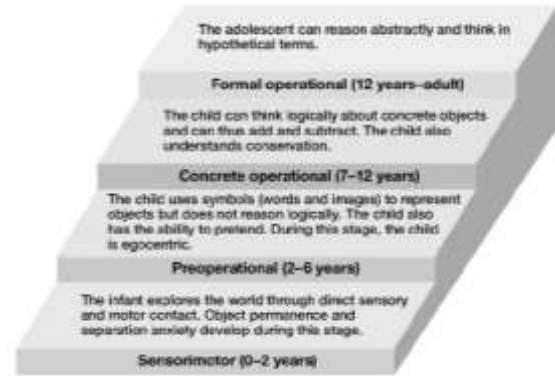 The adolescent can reason abstractly and think in
hypothetical terms.
Formal operational (12 years–adult)
The child can think logically about concrete objects
and can thus add and subtract. The child also
understands conservation.
Concrete operational (7–12 years)
The child uses symbols (words and images) to represent
objects but does not reason logically. The child also
has the ability to pretend. During this stage, the child
is egocentric.
Preoperational (2–6 years)
The infant explores the world through direct sensory
and motor contact. Object permanence and
separation anxiety develop during this stage.
Sensorimotor (0–2 years)